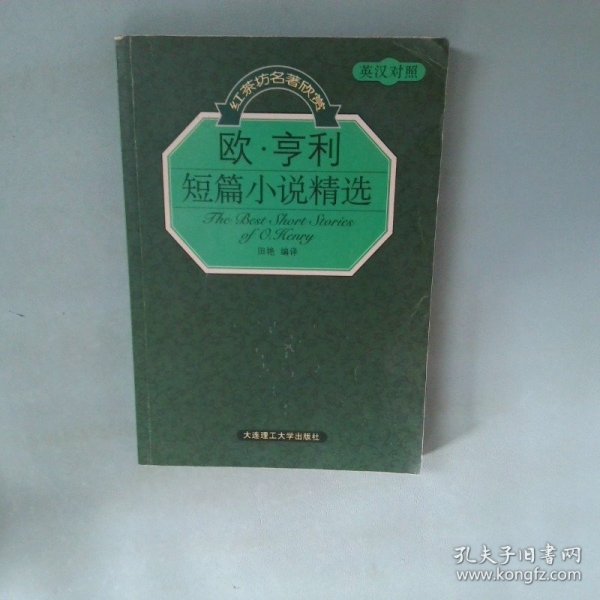 英汉对照
红茶坊名著欣赏
欧·亨利
短篇小说精选
The Best Short Stories
of O.Henry
田艳 编译
大连理工大学出版社
孔夫子旧书网
www.kongfz.com